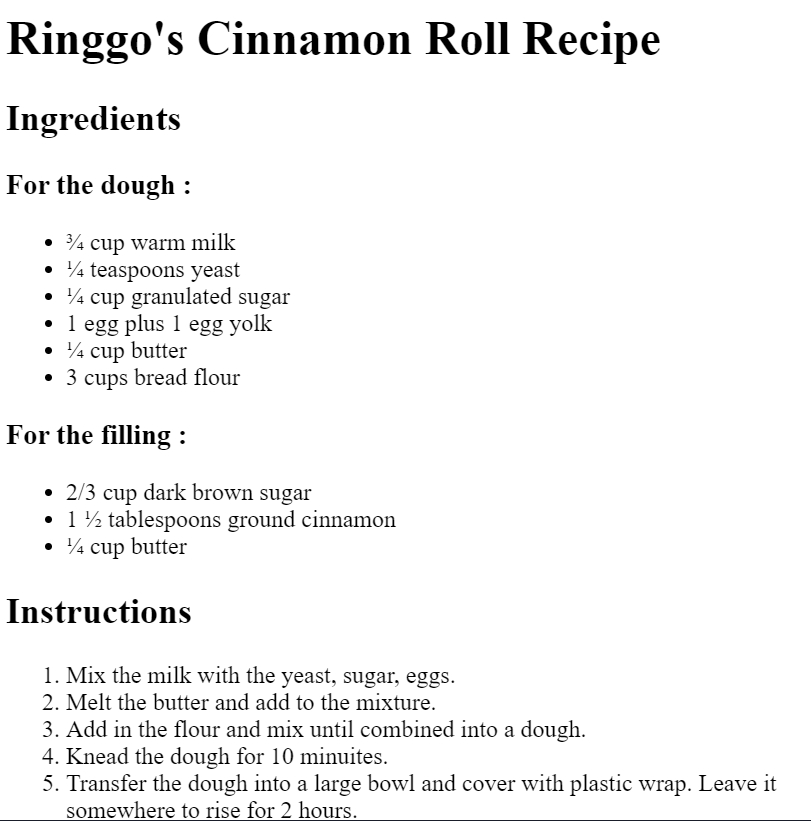 Ringgo's Cinnamon Roll Recipe
Ingredients
For the dough :
• ¾ cup warm milk
• ¼ teaspoons yeast
• ¼ cup granulated sugar
• 1 egg plus 1 egg yolk
• ¼ cup butter
• 3 cups bread flour
For the filling :
• 2/3 cup dark brown sugar
• 1 ½ tablespoons ground cinnamon
• ¼ cup butter
Instructions
1. Mix the milk with the yeast, sugar, eggs.
2. Melt the butter and add to the mixture.
3. Add in the flour and mix until combined into a dough.
4. Knead the dough for 10 minuites.
5. Transfer the dough into a large bowl and cover with plastic wrap. Leave it
somewhere to rise for 2 hours.